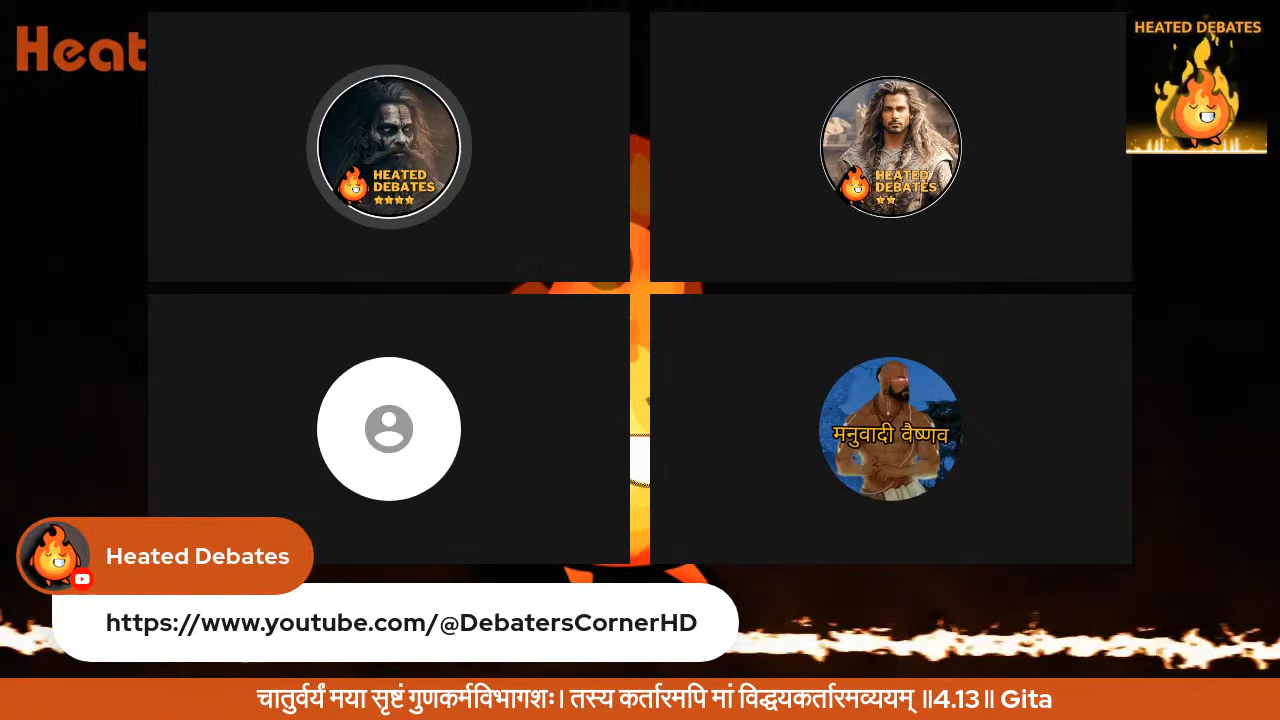 Heat
HEATED DEBATES
HEATED
DEBATES
HEATED
DEBATES
मनुवादी वैष्णव
Heated Debates
https://www.youtube.com/@DebatersCornerHD
चातुर्वर्यं मया सृष्टं गुणकर्मविभागशः। तस्य कर्तारमपि मां विद्धयकर्तारमव्ययम् ॥4.13॥ Gita